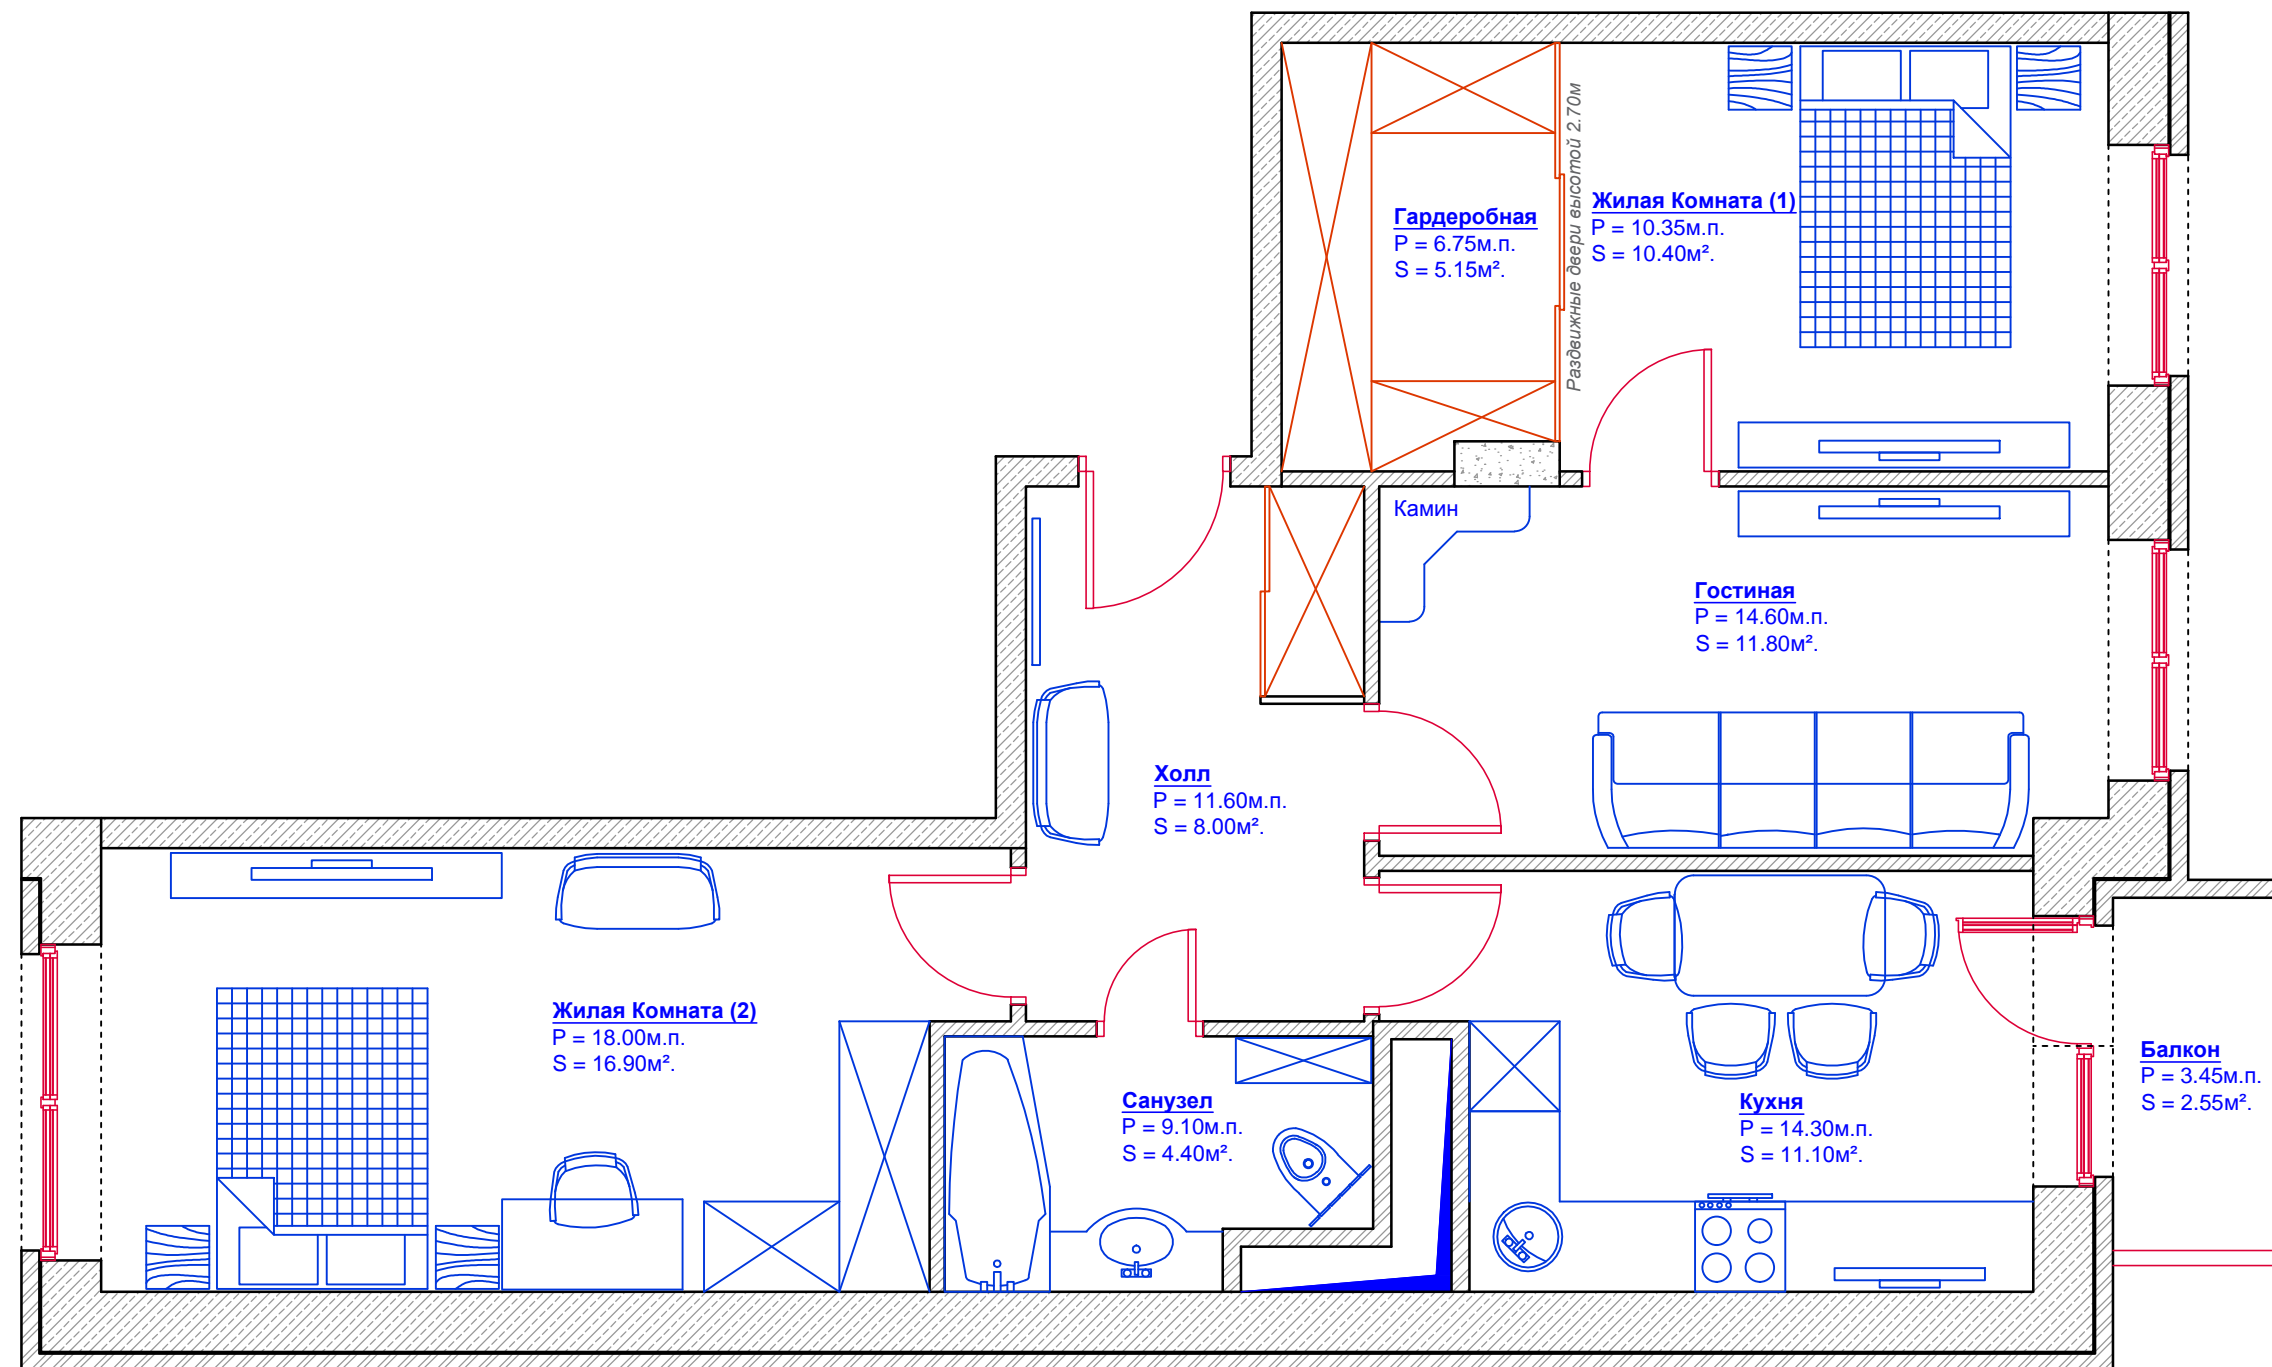 Раздвижные двери высотой 2.70м
Гардеробная
P = 6.75м.п.
S = 5.15м².
Жилая Комната (1)
P = 10.35м.п.
S = 10.40м².
Камин
Гостиная
P = 14.60м.п.
S = 11.80м².
Холл
P = 11.60м.п.
S = 8.00м².
Жилая Комната (2)
P = 18.00м.п.
S = 16.90м².
Санузел
P = 9.10м.п.
S = 4.40м².
Кухня
P = 14.30м.п.
S = 11.10м².
Балкон
P = 3.45м.п.
S = 2.55м².